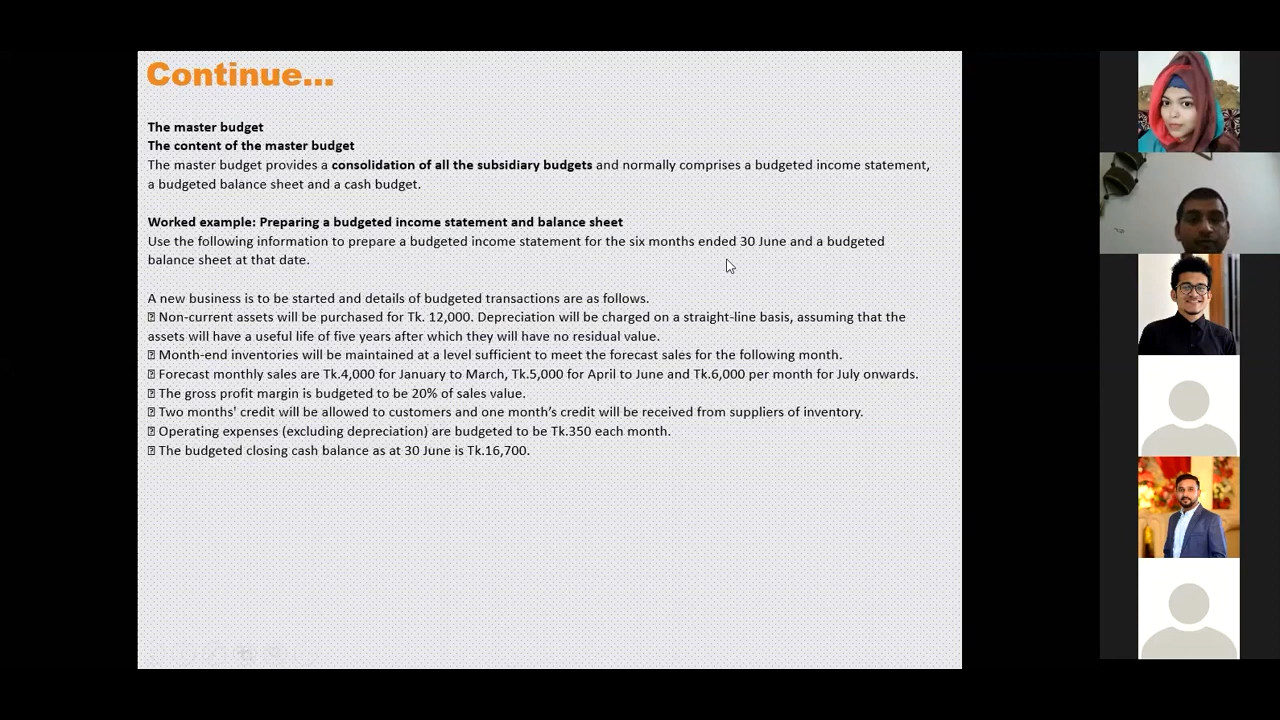 Continue...
The master budget
The content of the master budget
The master budget provides a consolidation of all the subsidiary budgets and normally comprises a budgeted income statement,
a budgeted balance sheet and a cash budget.
Worked example: Preparing a budgeted income statement and balance sheet
Use the following information to prepare a budgeted income statement for the six months ended 30 June and a budgeted
balance sheet at that date.
A new business is to be started and details of budgeted transactions are as follows.
⍰ Non-current assets will be purchased for Tk. 12,000. Depreciation will be charged on a straight-line basis, assuming that the
assets will have a useful life of five years after which they will have no residual value.
⍰ Month-end inventories will be maintained at a level sufficient to meet the forecast sales for the following month.
⍰ Forecast monthly sales are Tk.4,000 for January to March, Tk.5,000 for April to June and Tk.6,000 per month for July onwards.
⍰ The gross profit margin is budgeted to be 20% of sales value.
⍰ Two months' credit will be allowed to customers and one month’s credit will be received from suppliers of inventory.
⍰ Operating expenses (excluding depreciation) are budgeted to be Tk.350 each month.
⍰ The budgeted closing cash balance as at 30 June is Tk.16,700.